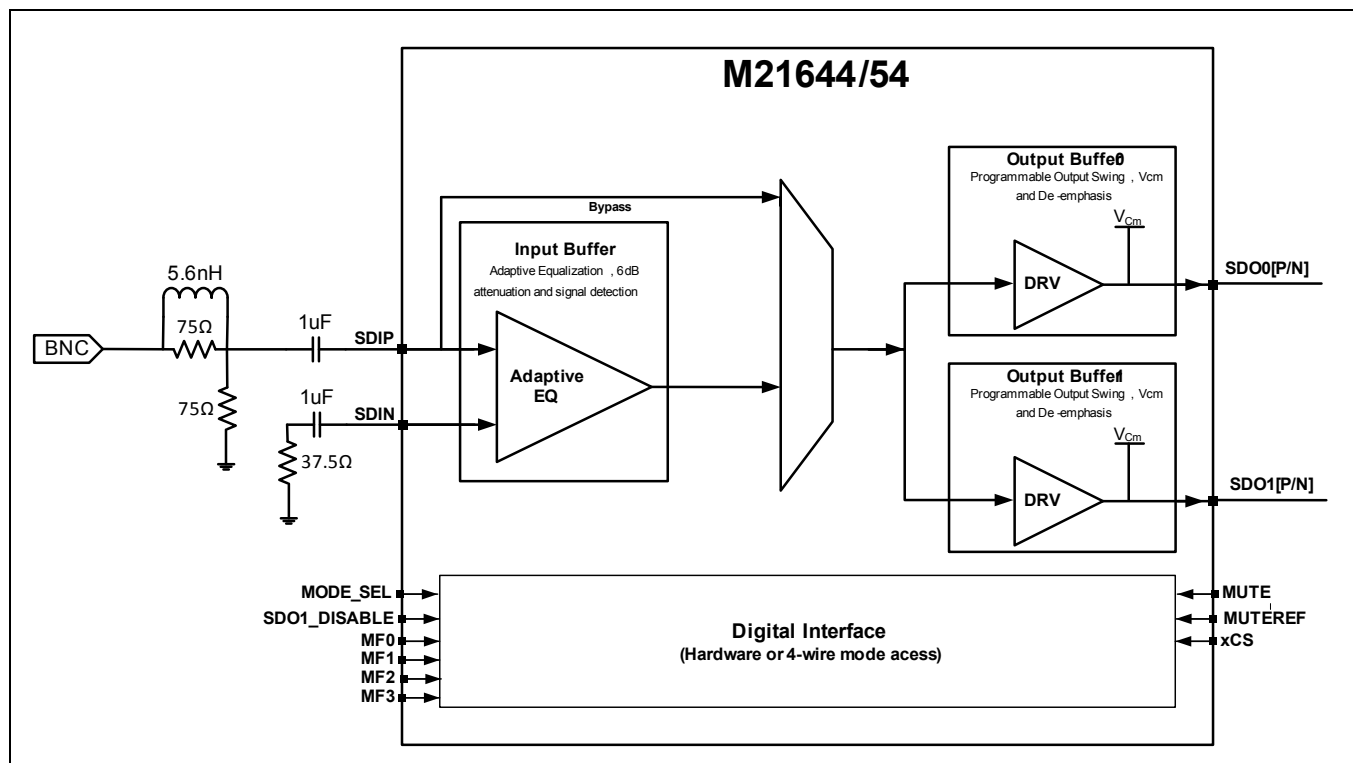 M21644/54
Output Buffer0
Programmable Output Swing , Vcm
and De -emphasis
VCm
DRV
SDO0[P/N]
Bypass
Input Buffer
Adaptive Equalization , 6dB
attenuation and signal detection
Adaptive
EQ
5.6nH
75Ω
BNC
1uF
SDIP
75Ω
1uF
SDIN
37.5Ω
Output Buffer1
Programmable Output Swing , Vcm
and De -emphasis
VCm
DRV
SDO1[P/N]
MODE_SEL
SDO1_DISABLE
MF0
MF1
MF2
MF3
Digital Interface
(Hardware or 4-wire mode acess)
MUTE
MUTEREF
xCS